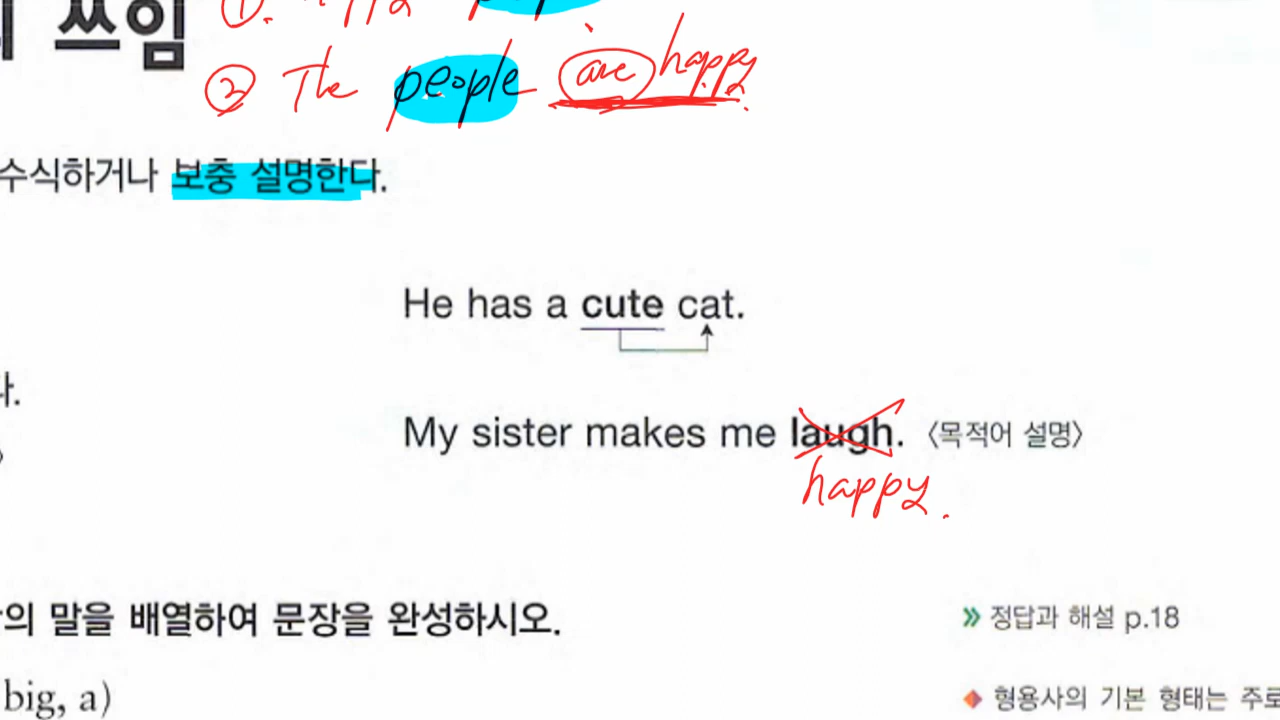 쓰임
② The people are happy.
수식하거나 보충 설명한다.
He has a cute cat.
다.
My sister makes me laugh. 〈목적어 설명〉
〉
happy.
의 말을 배열하여 문장을 완성하시오.
» 정답과 해설 p.18
big, a)
◆ 형용사의 기본 형태는 주로